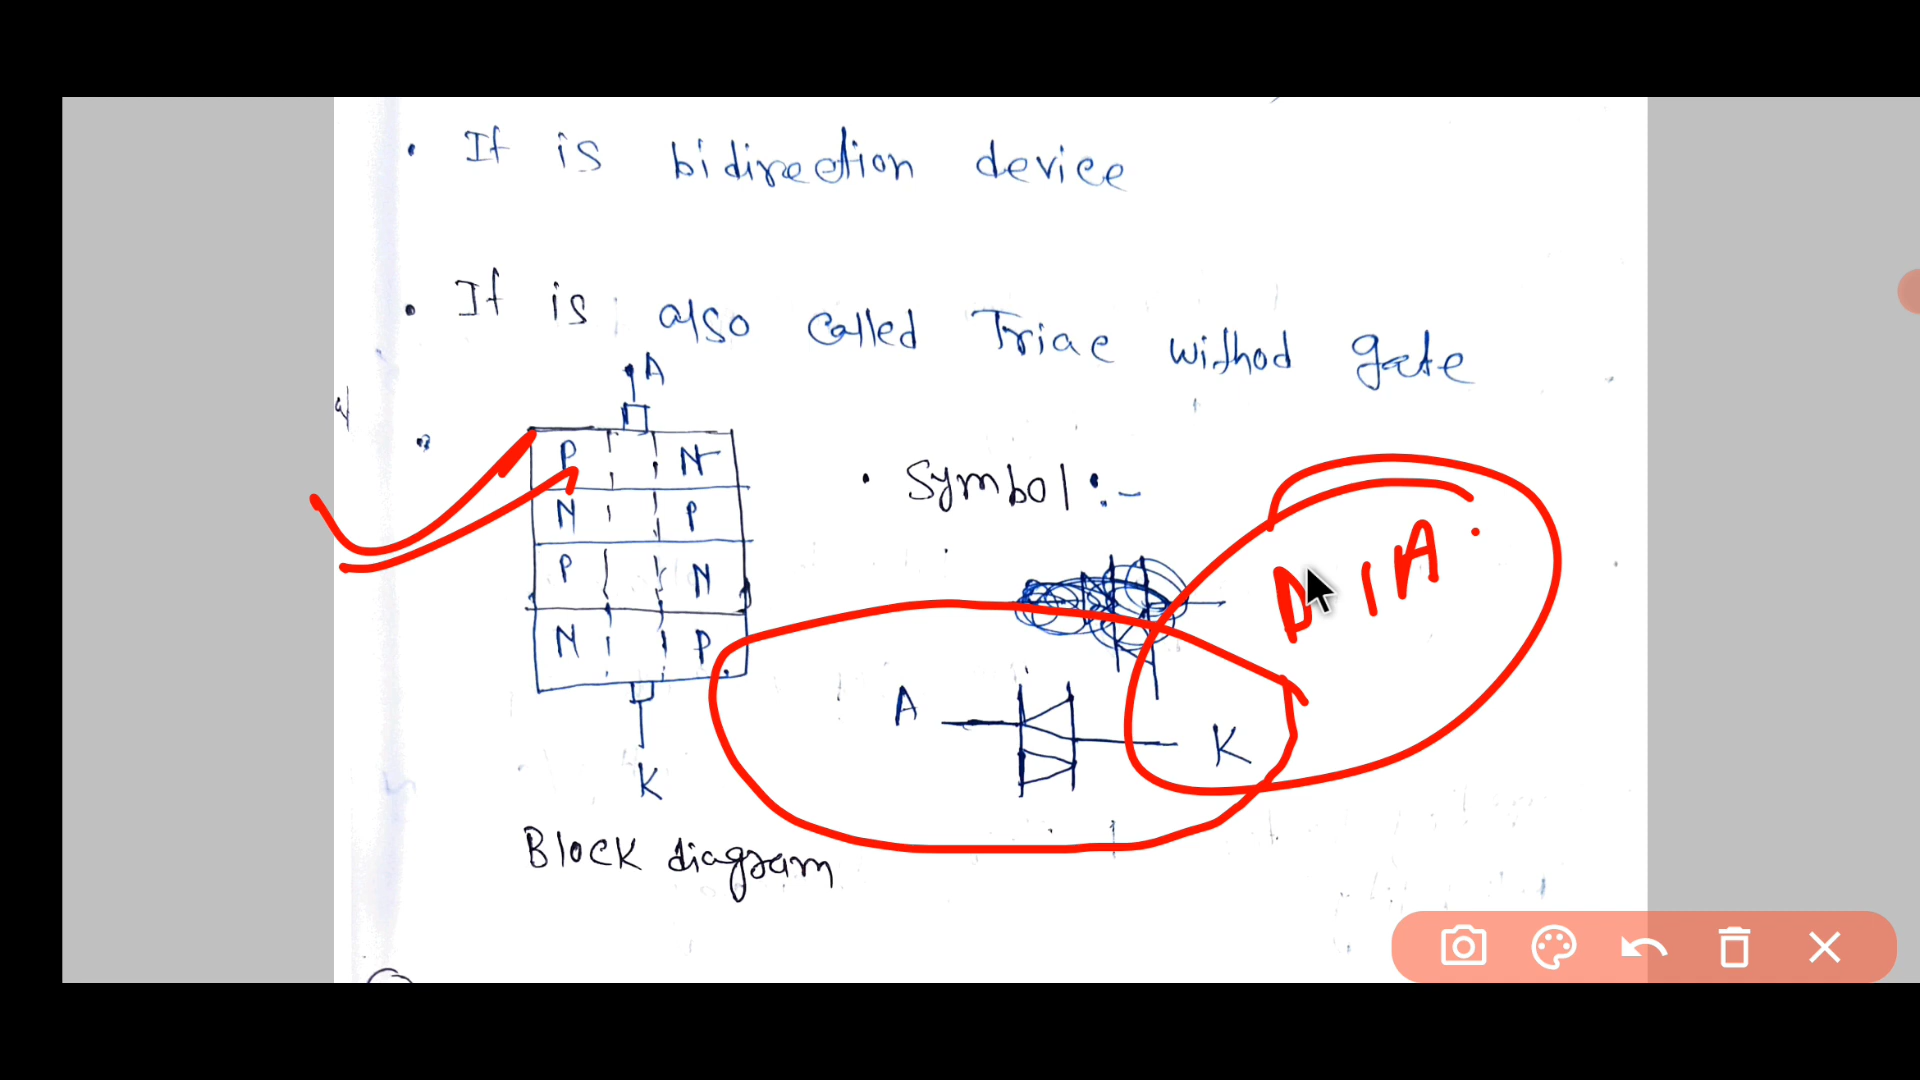 • It is bidirection device
• It is also called Triac withod gate
A
P N
N P
P N
N P
K
Block diagram
• Symbol :-
DIA
A K